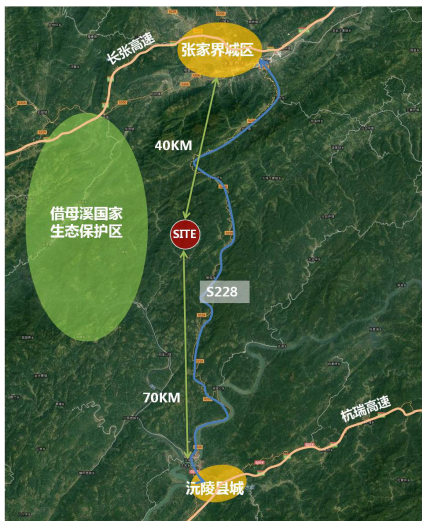 长张高速
张家界城区
40KM
借母溪国家
生态保护区
SITE
S228
70KM
杭瑞高速
沅陵县城